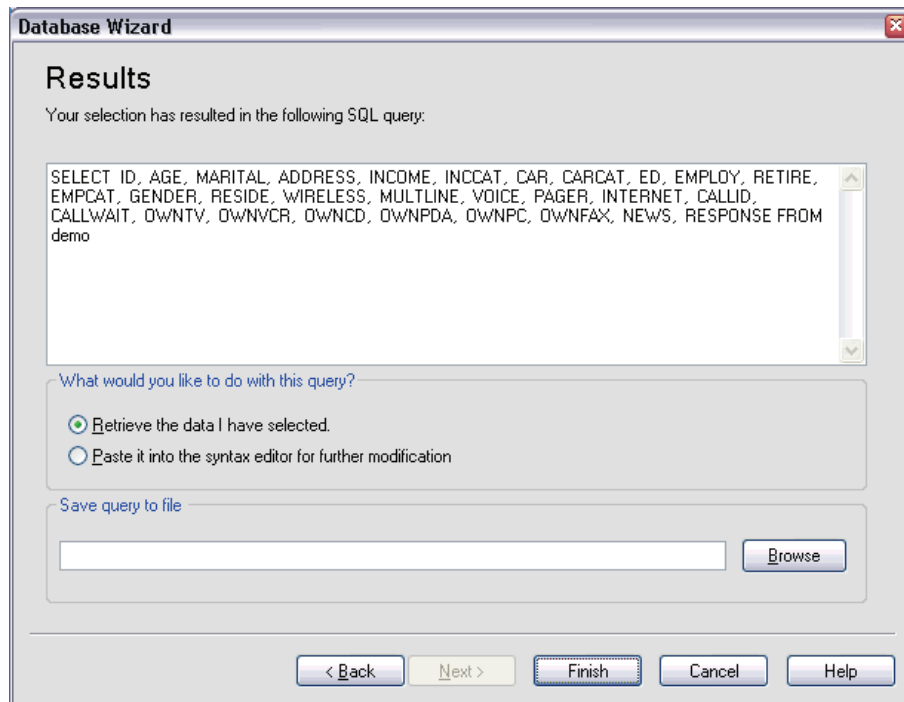 Database Wizard
Results
Your selection has resulted in the following SQL query:
SELECT ID, AGE, MARITAL, ADDRESS, INCOME, INCCAT, CAR, CARCAT, ED, EMPLOY, RETIRE,
EMPCAT, GENDER, RESIDE, WIRELESS, MULTLINE, VOICE, PAGER, INTERNET, CALLID,
CALLWAIT, OWNTV, OWNVCR, OWNCD, OWNPDA, OWNPC, OWNFAX, NEWS, RESPONSE FROM
demo
What would you like to do with this query?
Retrieve the data I have selected.
Paste it into the syntax editor for further modification
Save query to file
Browse
< Back Next > Finish Cancel Help